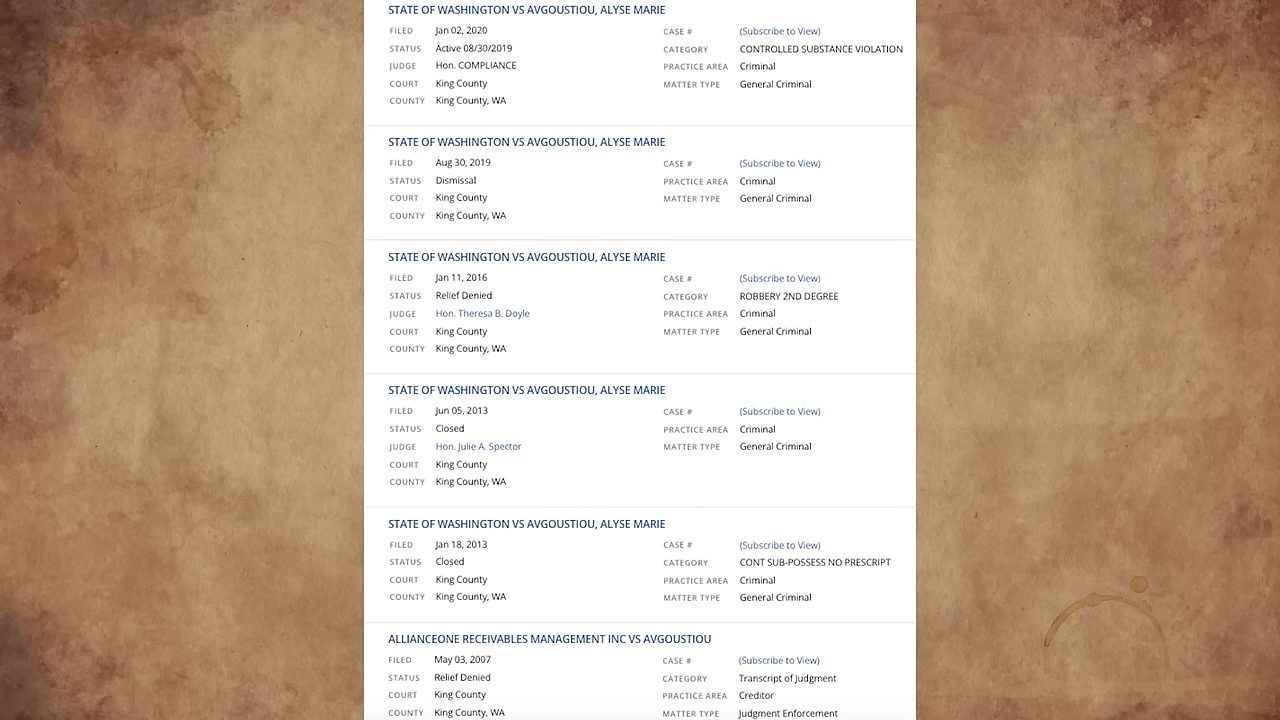 STATE OF WASHINGTON VS AVGOUSTIOU, ALYSE MARIE
FILED Jan 02, 2020 CASE # (Subscribe to View)
STATUS Active 08/30/2019 CATEGORY CONTROLLED SUBSTANCE VIOLATION
JUDGE Hon. COMPLIANCE PRACTICE AREA Criminal
COURT King County MATTER TYPE General Criminal
COUNTY King County, WA
STATE OF WASHINGTON VS AVGOUSTIOU, ALYSE MARIE
FILED Aug 30, 2019 CASE # (Subscribe to View)
STATUS Dismissal PRACTICE AREA Criminal
COURT King County MATTER TYPE General Criminal
COUNTY King County, WA
STATE OF WASHINGTON VS AVGOUSTIOU, ALYSE MARIE
FILED Jan 11, 2016 CASE # (Subscribe to View)
STATUS Relief Denied CATEGORY ROBBERY 2ND DEGREE
JUDGE Hon. Theresa B. Doyle PRACTICE AREA Criminal
COURT King County MATTER TYPE General Criminal
COUNTY King County, WA
STATE OF WASHINGTON VS AVGOUSTIOU, ALYSE MARIE
FILED Jun 05, 2013 CASE # (Subscribe to View)
STATUS Closed PRACTICE AREA Criminal
JUDGE Hon. Julie A. Spector MATTER TYPE General Criminal
COURT King County
COUNTY King County, WA
STATE OF WASHINGTON VS AVGOUSTIOU, ALYSE MARIE
FILED Jan 18, 2013 CASE # (Subscribe to View)
STATUS Closed CATEGORY CONT SUB-POSSESS NO PRESCRIPT
COURT King County PRACTICE AREA Criminal
COUNTY King County, WA MATTER TYPE General Criminal
ALLIANCEONE RECEIVABLES MANAGEMENT INC VS AVGOUSTIOU
FILED May 03, 2007 CASE # (Subscribe to View)
STATUS Relief Denied CATEGORY Transcript of Judgment
COURT King County PRACTICE AREA Creditor
COUNTY King County, WA MATTER TYPE Judgment Enforcement